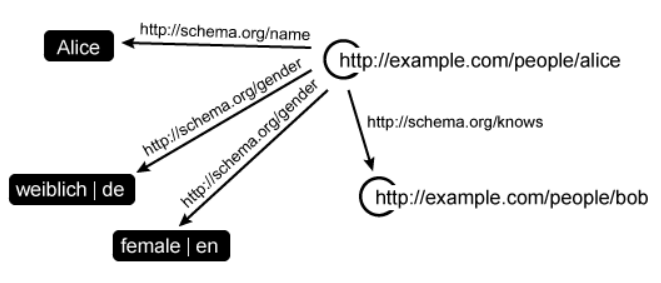 http://schema.org/name
Alice
http://example.com/people/alice
http://schema.org/gender
http://schema.org/gender
http://schema.org/knows
weiblich | de
http://example.com/people/bob
female | en